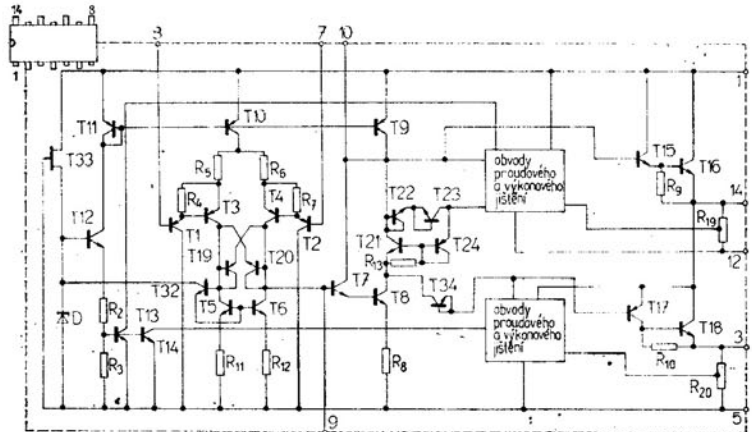 14
8
1
8
7
10
1
T11
T10
T9
T15
T16
T33
R5
R6
R4
R7
T3
T4
T1
T2
obvody
proudového
a výkonového
jištění
R9
14
R19
12
T22
T23
T12
T19
T20
T21
T24
R13
T32
T7
T8
T34
T17
T18
D
R2
T13
T5
T6
T14
R3
R11
R12
R8
obvody
proudového
a výkonového
jištění
R10
3
R20
9
5